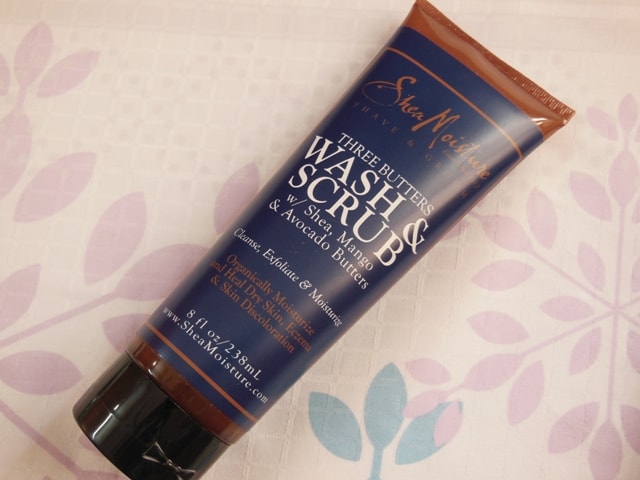 SheaMoisture
SHAVE &
THREE BUTTERS
WASH &
SCRUB
w/ Shea, Mango
& Avocado Butters
Cleanse, Exfoliate & Moisturize
Organically Moisturize
and Heal Dry Skin, Eczema
& Skin Discoloration
8 fl oz/238mL
www.SheaMoisture.com